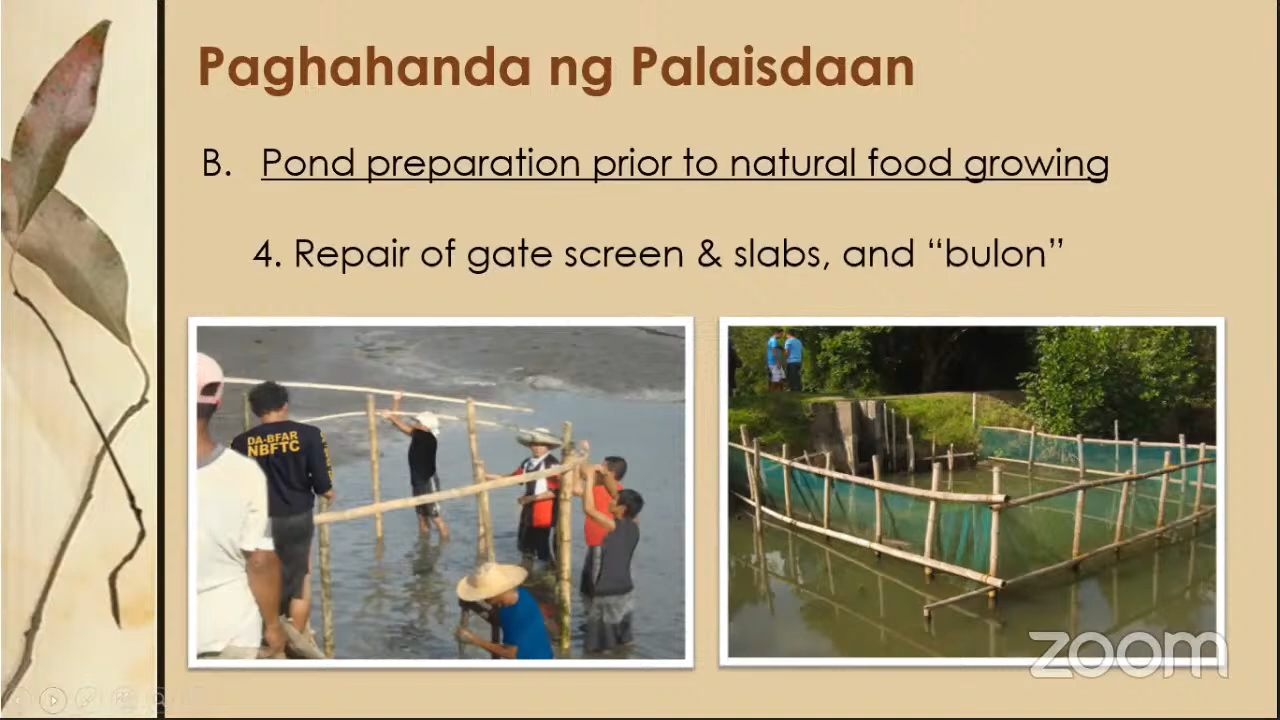 Paghahanda ng Palaisdaan
B. Pond preparation prior to natural food growing
4. Repair of gate screen & slabs, and “bulon”
DA-BFAR
NBFTC
zoom